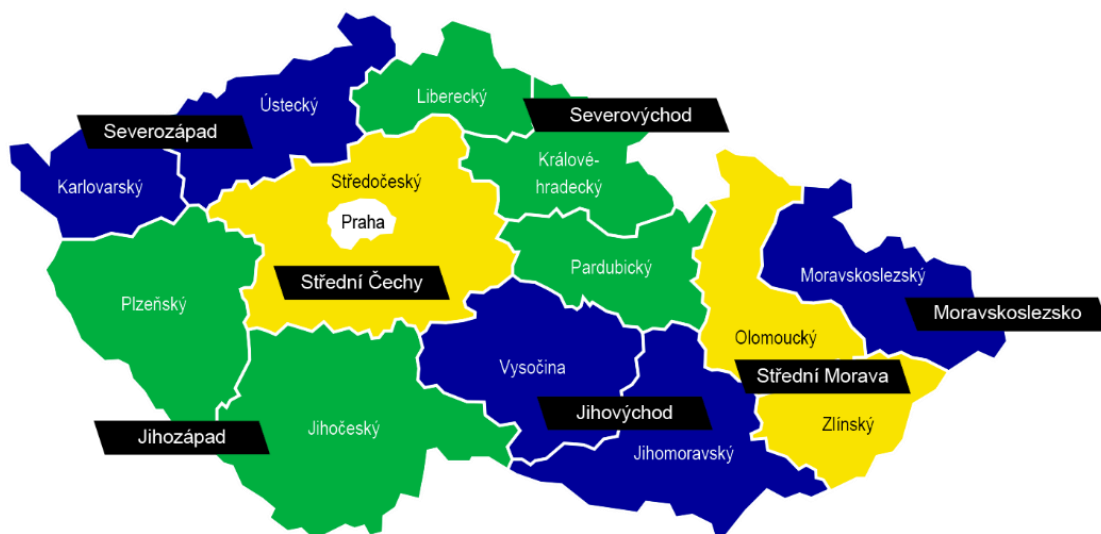 Ústecký
Liberecký
Severovýchod
Severozápad
Králové-
hradecký
Karlovarský
Středočeský
Praha
Pardubický
Moravskoslezský
Střední Čechy
Plzeňský
Moravskoslezsko
Olomoucký
Vysočina
Střední Morava
Jihovýchod
Zlínský
Jihočeský
Jihozápad
Jihomoravský